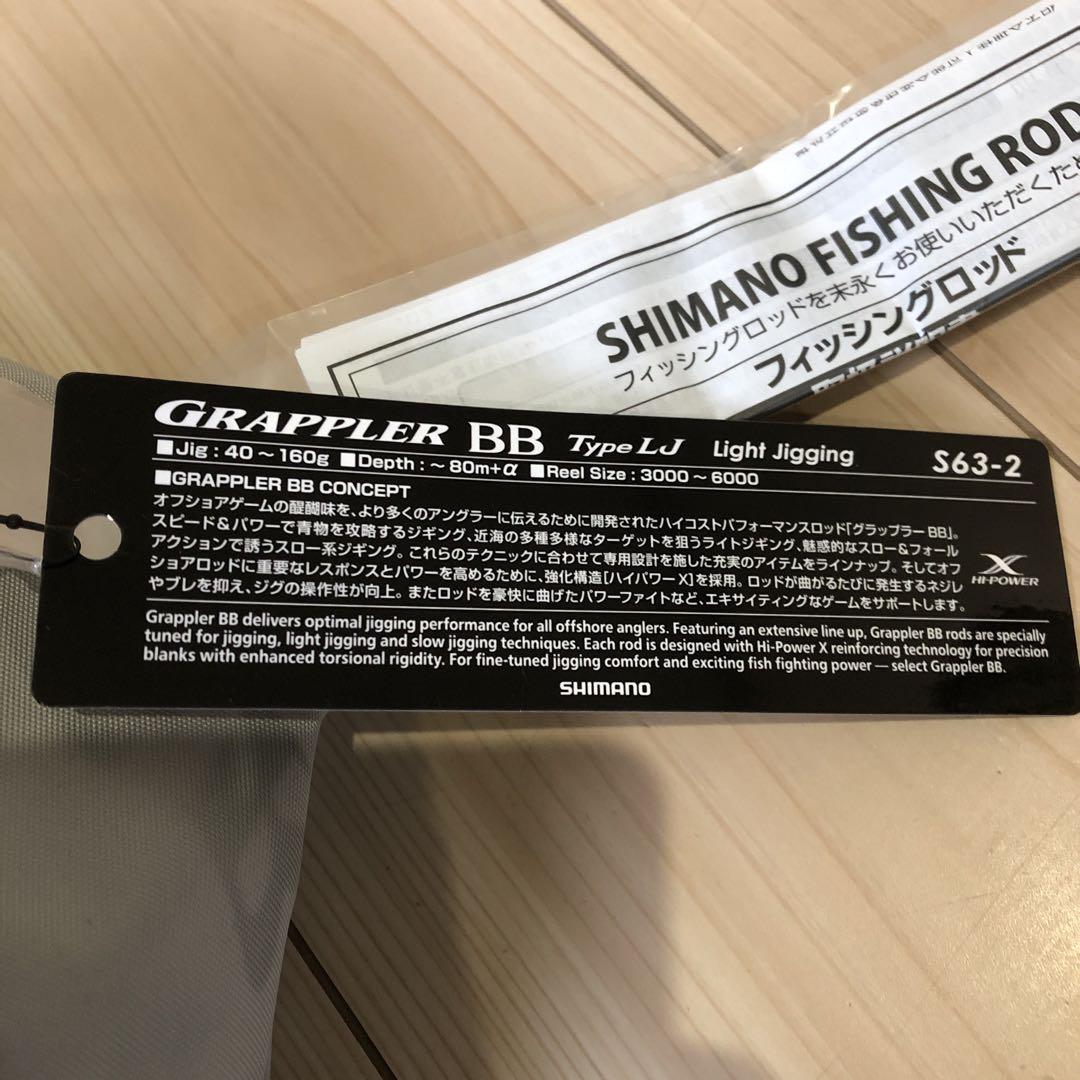 SHIMANO FISHING ROD
フィッシングロッドを末永くお使いいただくため
フィッシングロッド
GRAPPLER BB Type LJ Light Jigging S63-2
■Jig : 40～160g ■Depth : ～80m+α ■Reel Size : 3000～6000
■GRAPPLER BB CONCEPT
オフショアゲームの醍醐味を、より多くのアングラーに伝えるために開発されたハイコストパフォーマンスロッド「グラップラーBB」。
スピード&パワーで青物を攻略するジギング、近海の多種多様なターゲットを狙うライトジギング、魅惑的なスロー&フォール
アクションで誘うスロー系ジギング。これらのテクニックに合わせて専用設計を施した充実のアイテムをラインナップ。そしてオフ
ショアロッドに重要なレスポンスとパワーを高めるために、強化構造[ハイパワーX]を採用。ロッドが曲がるたびに発生するネジレ
やブレを抑え、ジグの操作性が向上。またロッドを豪快に曲げたパワーファイトなど、エキサイティングなゲームをサポートします。
X
HI-POWER
Grappler BB delivers optimal jigging performance for all offshore anglers. Featuring an extensive line up, Grappler BB rods are specially
tuned for jigging, light jigging and slow jigging techniques. Each rod is designed with Hi-Power X reinforcing technology for precision
blanks with enhanced torsional rigidity. For fine-tuned jigging comfort and exciting fish fighting power — select Grappler BB.
SHIMANO